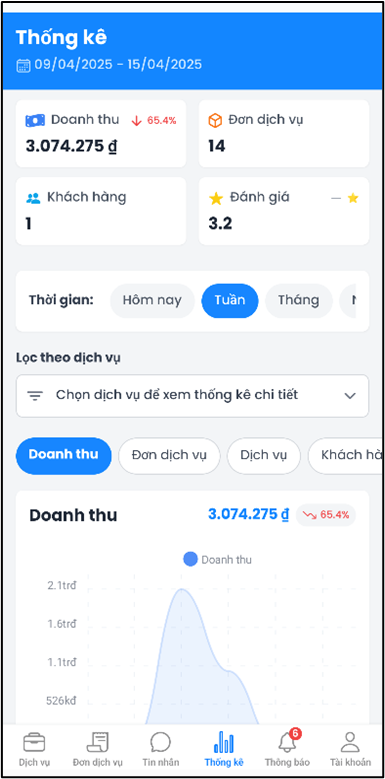 Thống kê
09/04/2025 - 15/04/2025
Doanh thu 65.4%
3.074.275 ₫
Đơn dịch vụ
14
Khách hàng
1
Đánh giá —
3.2
Thời gian: Hôm nay Tuần Tháng
Lọc theo dịch vụ
Chọn dịch vụ để xem thống kê chi tiết
Doanh thu Đơn dịch vụ Dịch vụ Khách hà
Doanh thu 3.074.275 ₫ 65.4%
Doanh thu
2.1trđ
1.6trđ
1.1trđ
526kđ
6
Dịch vụ Đơn dịch vụ Tin nhắn Thống kê Thông báo Tài khoản